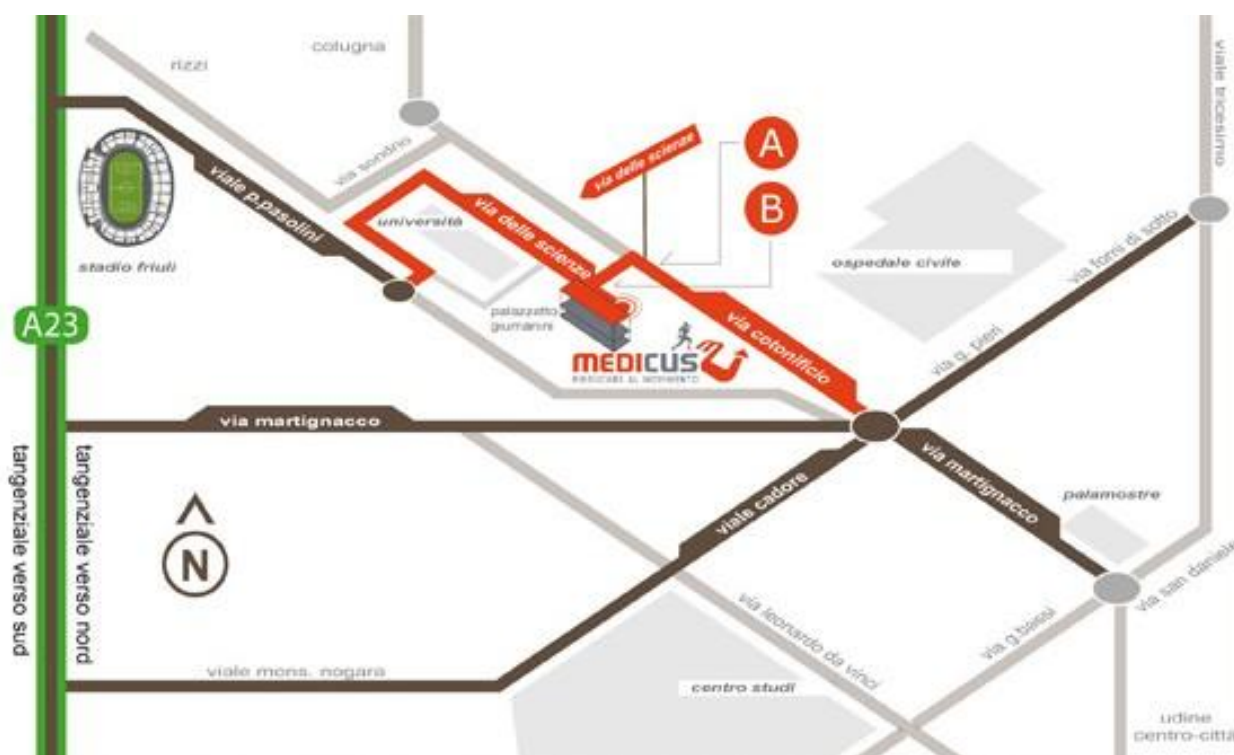 colugna
rizzi
viale tricesimo
via sondrio
via delle scienze
A
B
viale p.pasolini
università
via delle scienze
ospedale civile
via forni di sotto
stadio friuli
A23
palazzetto
giumanini
MEDICUS
RIEDUCARE AL MOVIMENTO
via cotonificio
via g. pieri
via martignacco
tangenziale verso sud
tangenziale verso nord
viale cadore
via martignacco
palamostre
N
via san daniele
via leonardo da vinci
via g.bassi
viale mons. nogara
centro studi
udine
centro-città